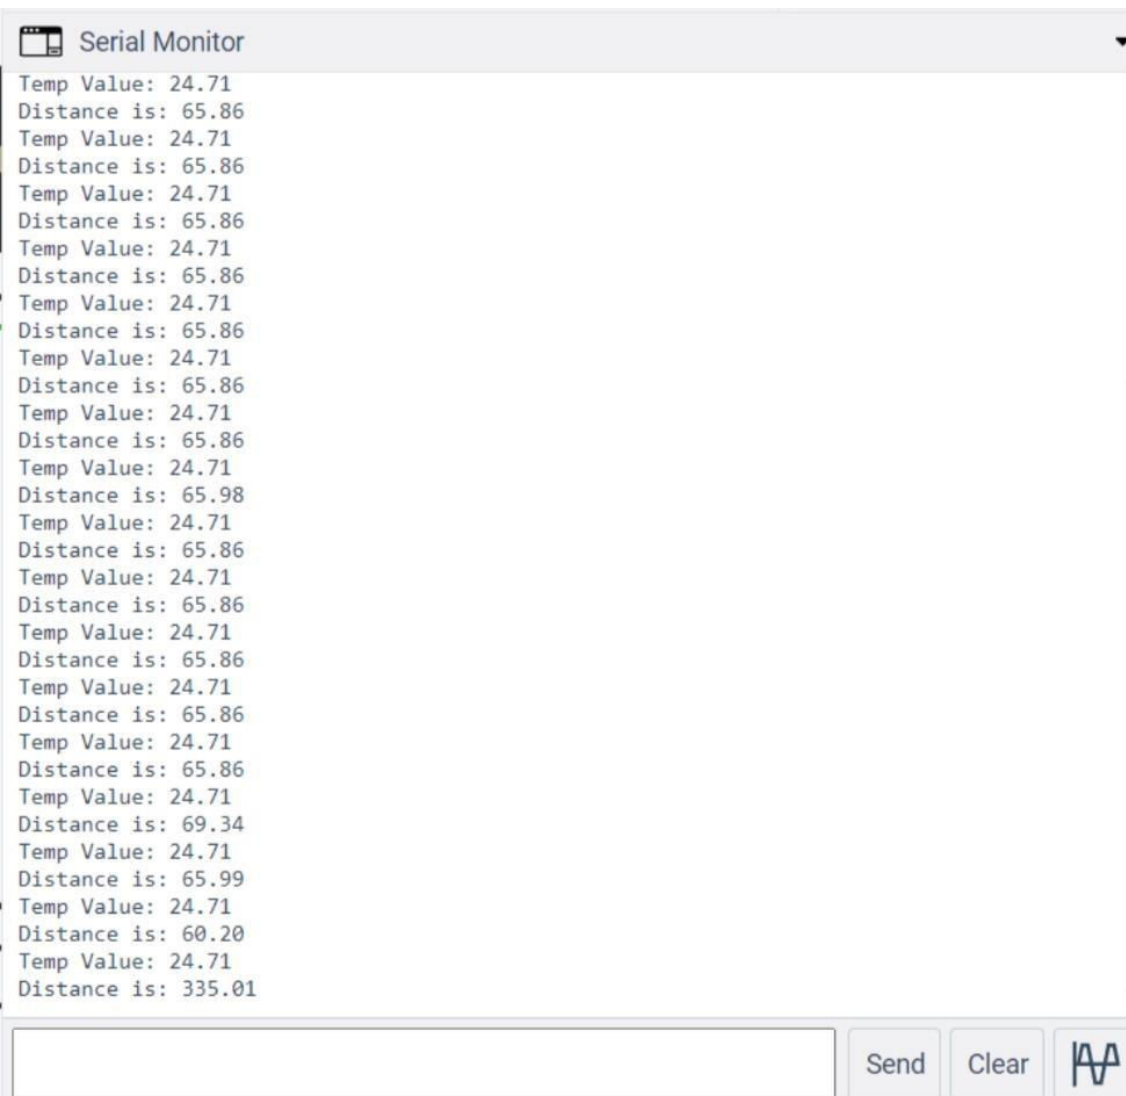 Serial Monitor
Temp Value: 24.71
Distance is: 65.86
Temp Value: 24.71
Distance is: 65.86
Temp Value: 24.71
Distance is: 65.86
Temp Value: 24.71
Distance is: 65.86
Temp Value: 24.71
Distance is: 65.86
Temp Value: 24.71
Distance is: 65.86
Temp Value: 24.71
Distance is: 65.86
Temp Value: 24.71
Distance is: 65.98
Temp Value: 24.71
Distance is: 65.86
Temp Value: 24.71
Distance is: 65.86
Temp Value: 24.71
Distance is: 65.86
Temp Value: 24.71
Distance is: 65.86
Temp Value: 24.71
Distance is: 65.86
Temp Value: 24.71
Distance is: 69.34
Temp Value: 24.71
Distance is: 65.99
Temp Value: 24.71
Distance is: 60.20
Temp Value: 24.71
Distance is: 335.01
Send Clear